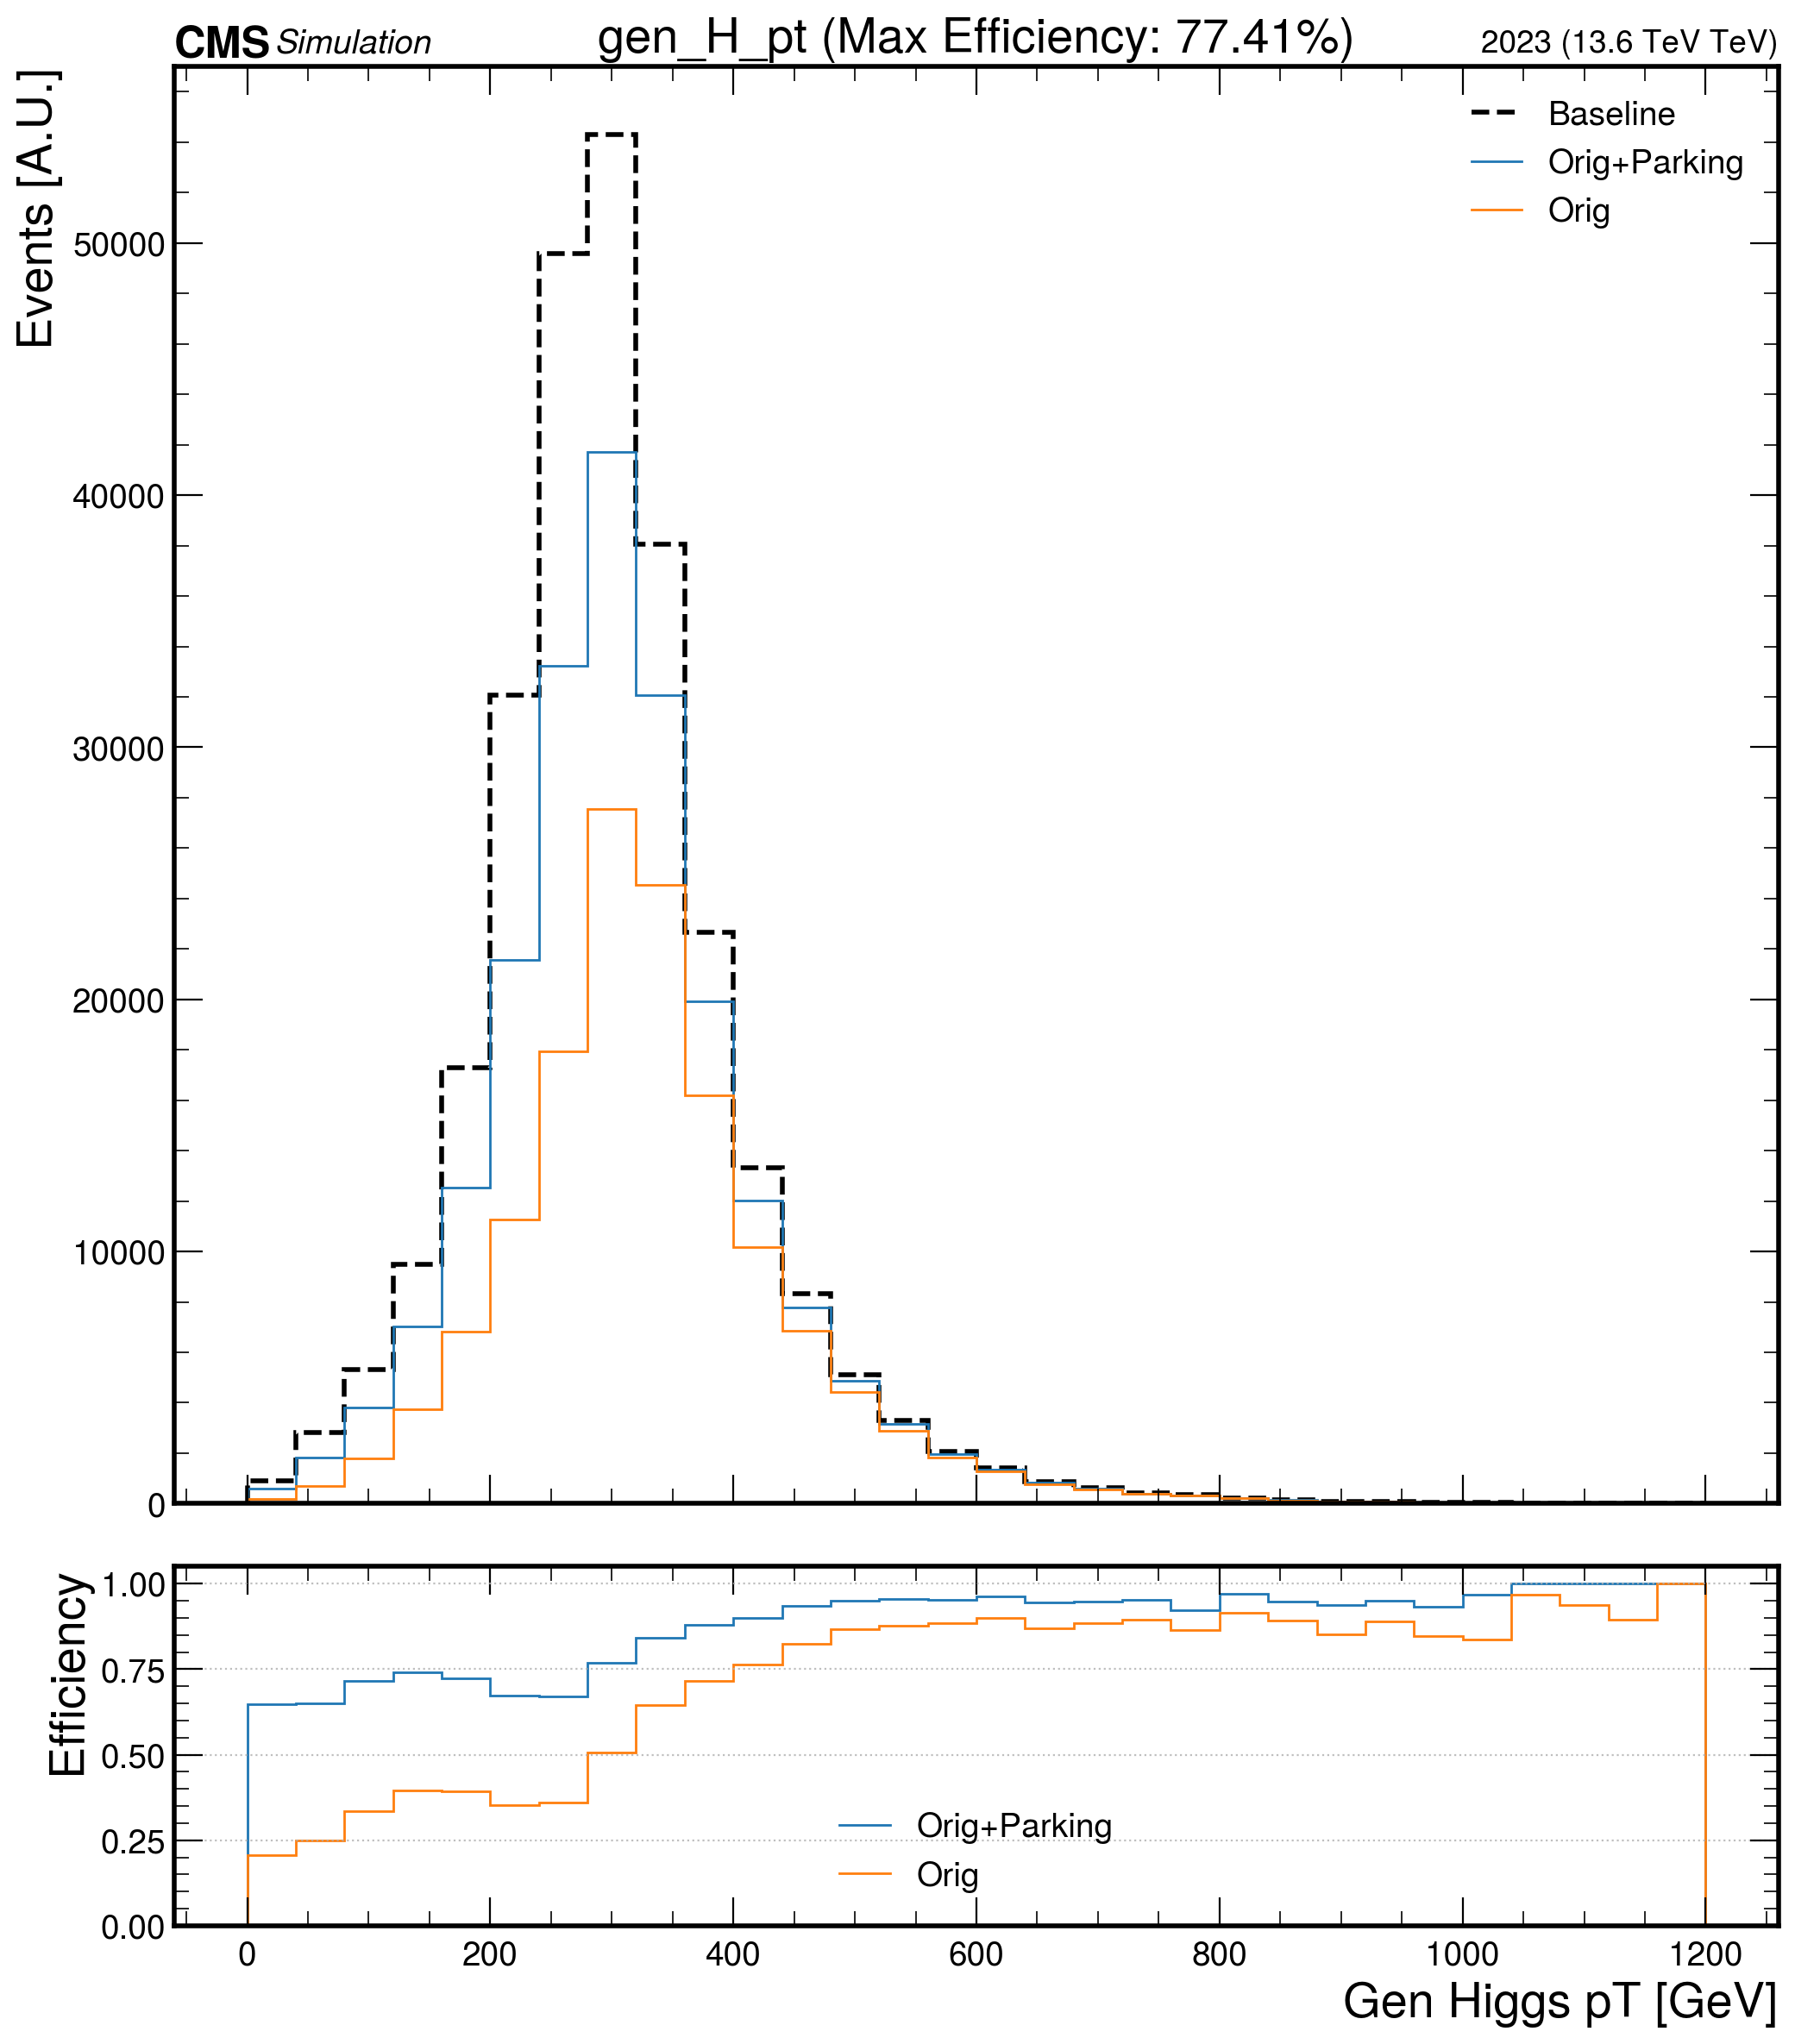 CMS Simulation gen_H_pt (Max Efficiency: 77.41%) 2023 (13.6 TeV TeV)
Events [A.U.]
Baseline
Orig+Parking
Orig
50000
40000
30000
20000
10000
0
Efficiency
1.00
0.75
0.50
0.25
0.00
Orig+Parking
Orig
0 200 400 600 800 1000 1200
Gen Higgs pT [GeV]